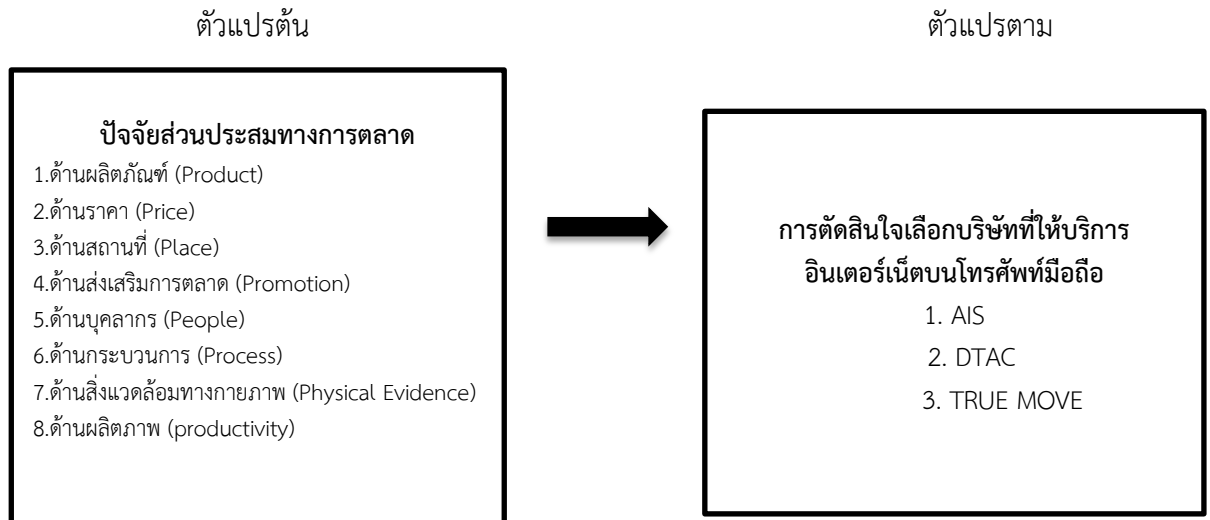 ตัวแปรต้น
ตัวแปรตาม
ปัจจัยส่วนประสมทางการตลาด
1.ด้านผลิตภัณฑ์ (Product)
2.ด้านราคา (Price)
3.ด้านสถานที่ (Place)
4.ด้านส่งเสริมการตลาด (Promotion)
5.ด้านบุคลากร (People)
6.ด้านกระบวนการ (Process)
7.ด้านสิ่งแวดล้อมทางกายภาพ (Physical Evidence)
8.ด้านผลิตภาพ (productivity)
การตัดสินใจเลือกบริษัทที่ให้บริการ
อินเตอร์เน็ตบนโทรศัพท์มือถือ
1. AIS
2. DTAC
3. TRUE MOVE